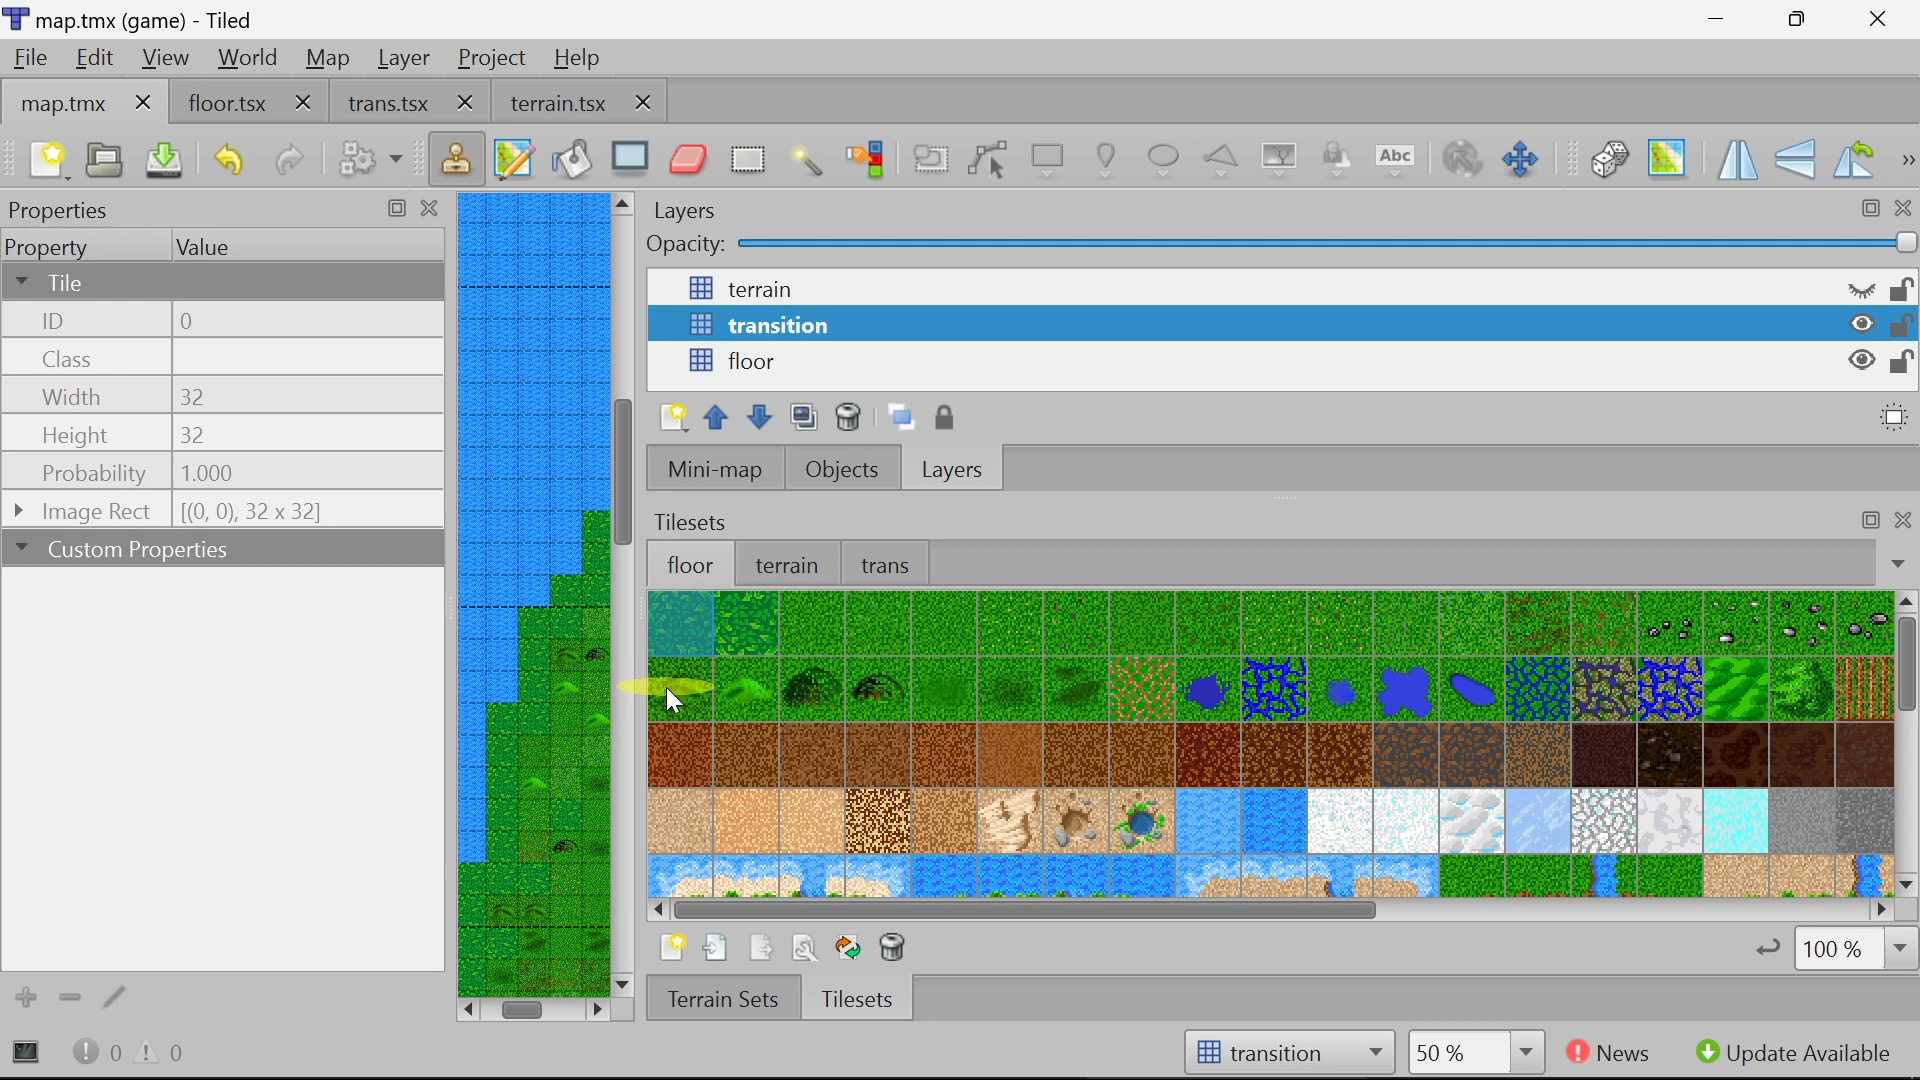 map.tmx (game) - Tiled
File Edit View World Map Layer Project Help
map.tmx floor.tsx trans.tsx terrain.tsx
Abc
Properties
Property Value
Tile
ID 0
Class
Width 32
Height 32
Probability 1.000
Image Rect [(0, 0), 32 x 32]
Custom Properties
Layers
Opacity:
terrain
transition
floor
Mini-map Objects Layers
Tilesets
floor terrain trans
100 %
Terrain Sets Tilesets
0 0
transition 50 % News Update Available